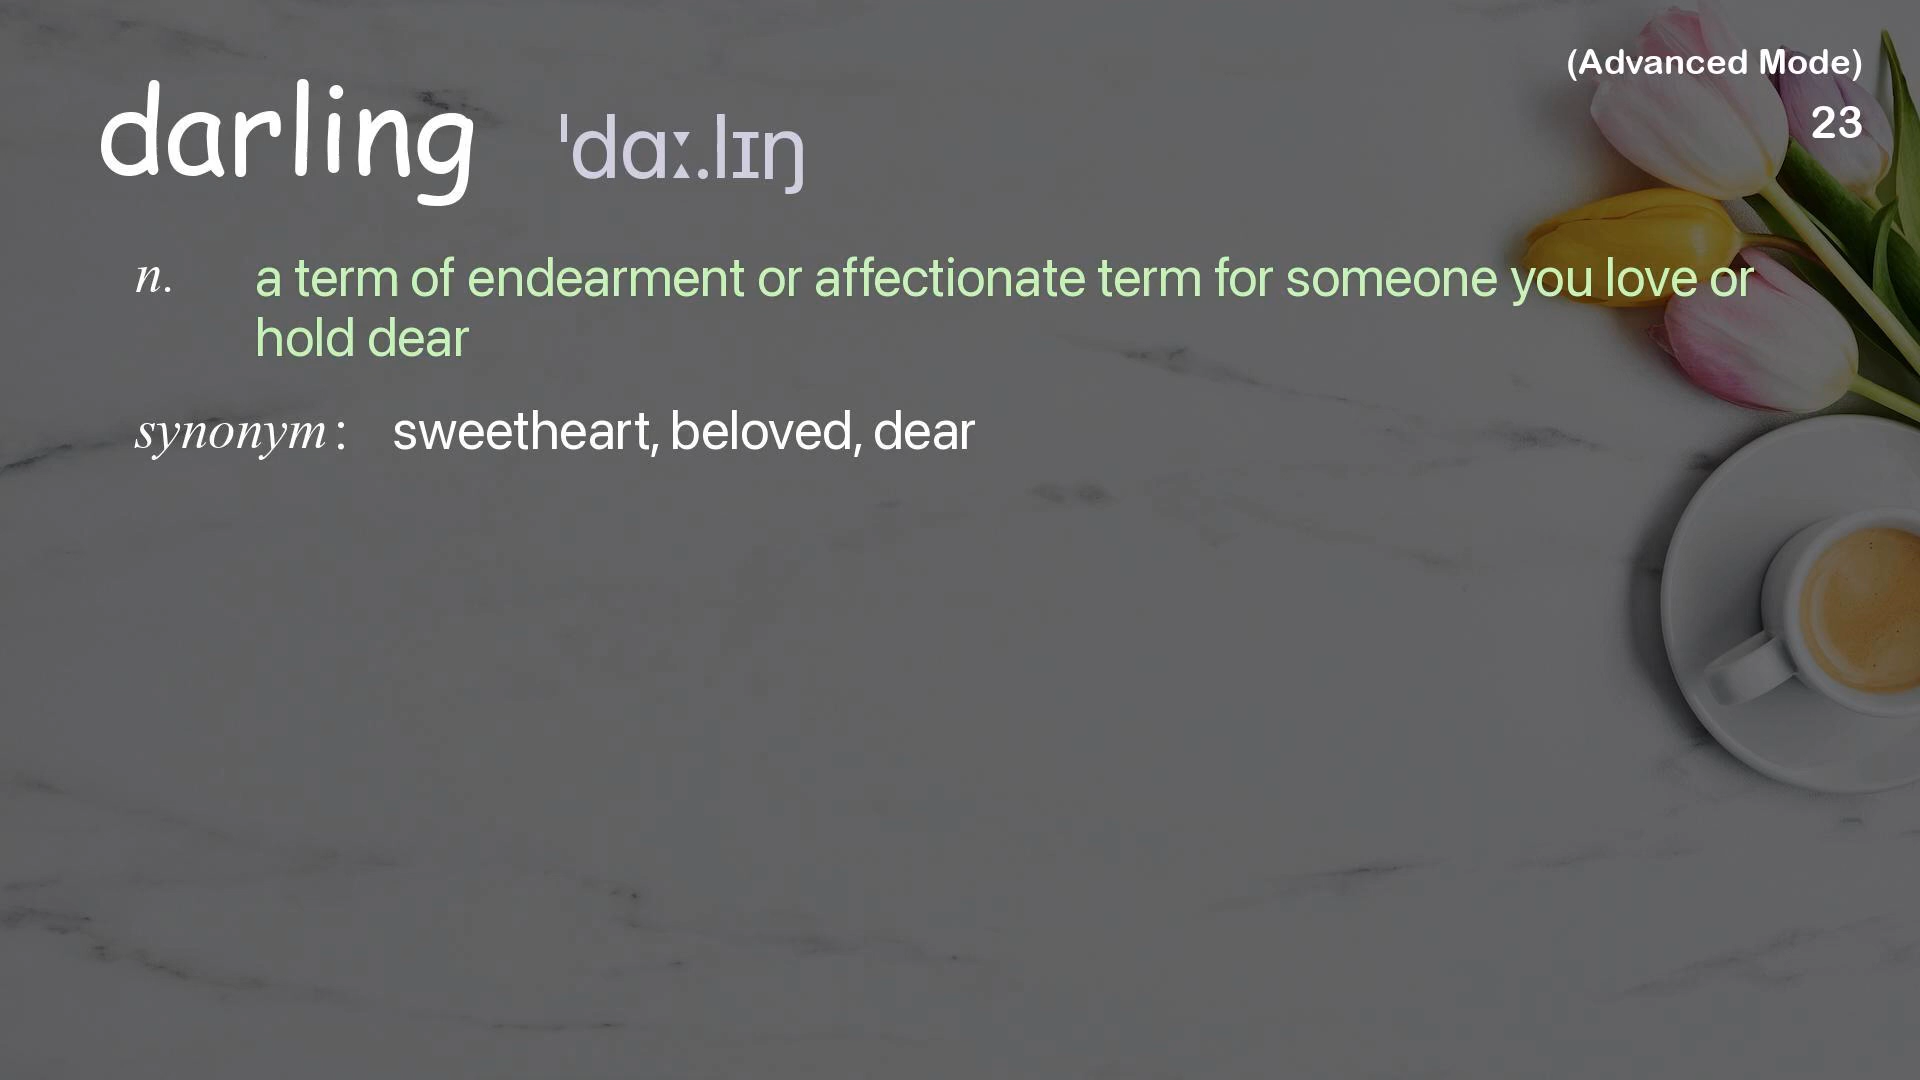 (Advanced Mode)
23
darling ˈdɑː.lɪŋ
n. a term of endearment or affectionate term for someone you love or
hold dear
synonym: sweetheart, beloved, dear